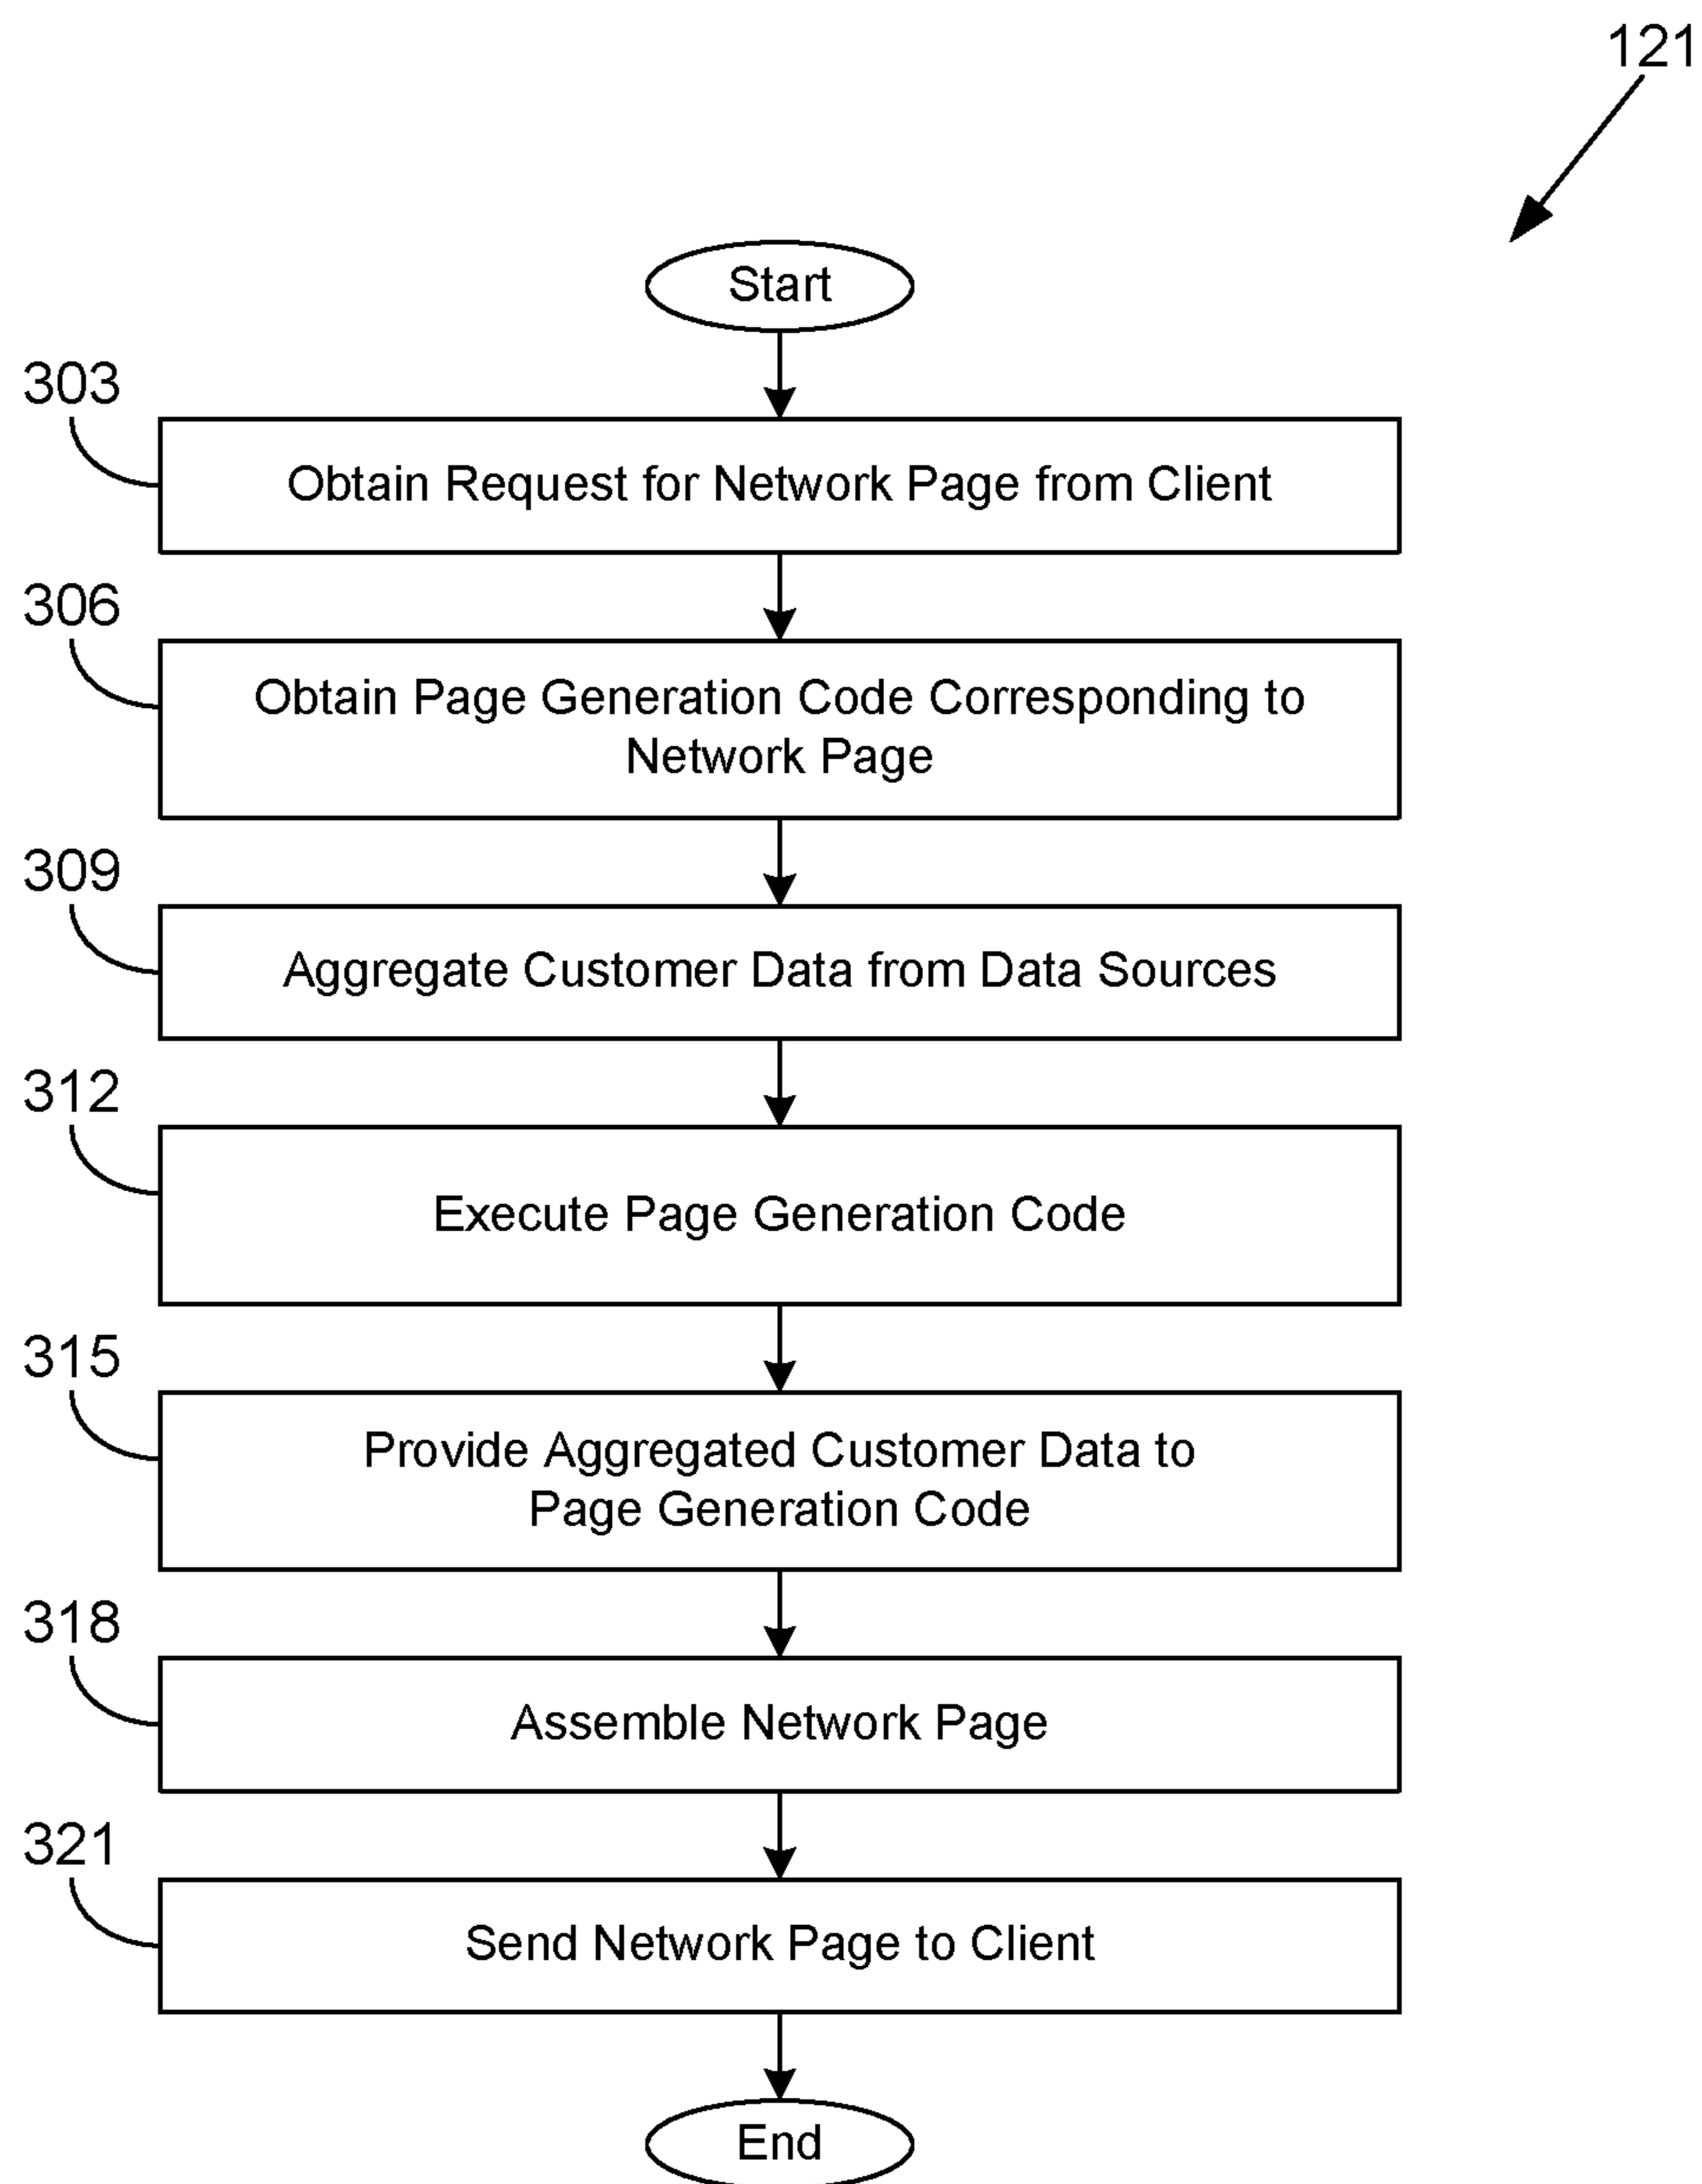 121
Start
303
Obtain Request for Network Page from Client
306
Obtain Page Generation Code Corresponding to
Network Page
309
Aggregate Customer Data from Data Sources
312
Execute Page Generation Code
315
Provide Aggregated Customer Data to
Page Generation Code
318
Assemble Network Page
321
Send Network Page to Client
End